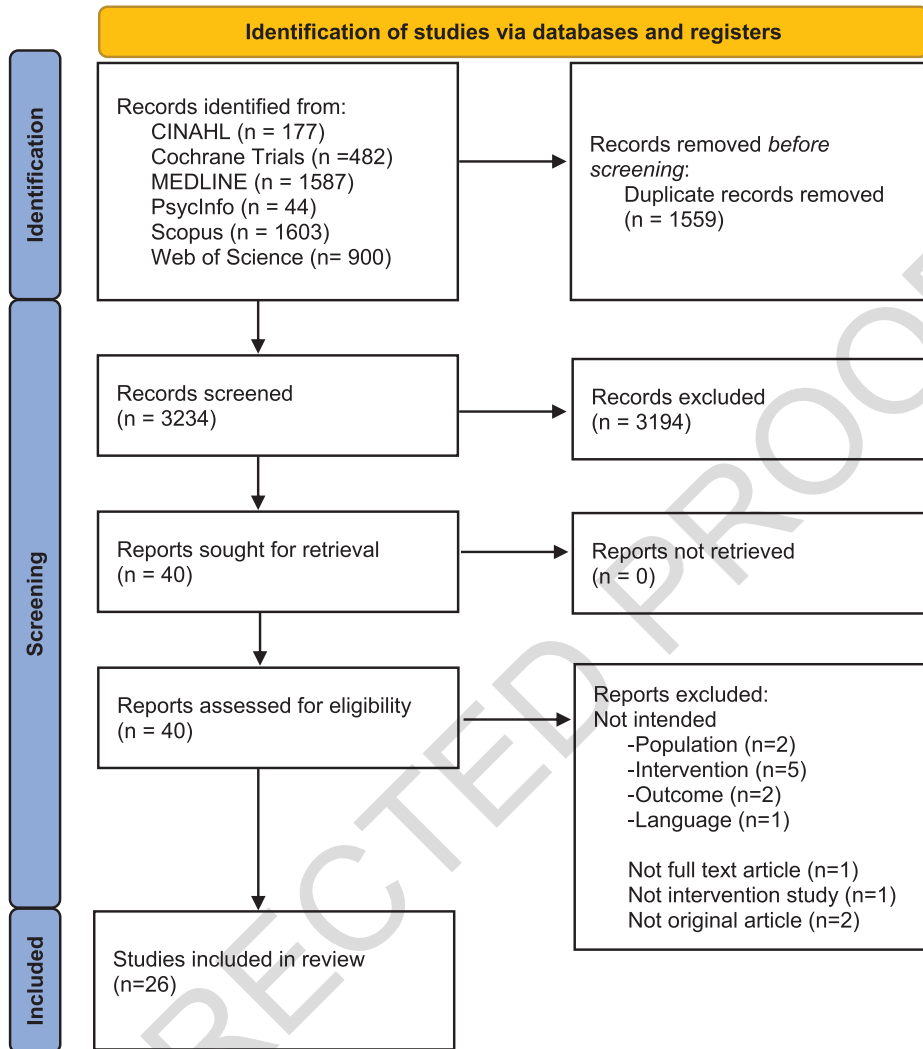 Identification of studies via databases and registers
Identification
Records identified from:
CINAHL (n = 177)
Cochrane Trials (n =482)
MEDLINE (n = 1587)
PsycInfo (n = 44)
Scopus (n = 1603)
Web of Science (n= 900)
Records removed before
screening:
Duplicate records removed
(n = 1559)
Screening
Records screened
(n = 3234)
Records excluded
(n = 3194)
Reports sought for retrieval
(n = 40)
Reports not retrieved
(n = 0)
Reports assessed for eligibility
(n = 40)
Reports excluded:
Not intended
-Population (n=2)
-Intervention (n=5)
-Outcome (n=2)
-Language (n=1)
Not full text article (n=1)
Not intervention study (n=1)
Not original article (n=2)
Included
Studies included in review
(n=26)
RECTED PROO